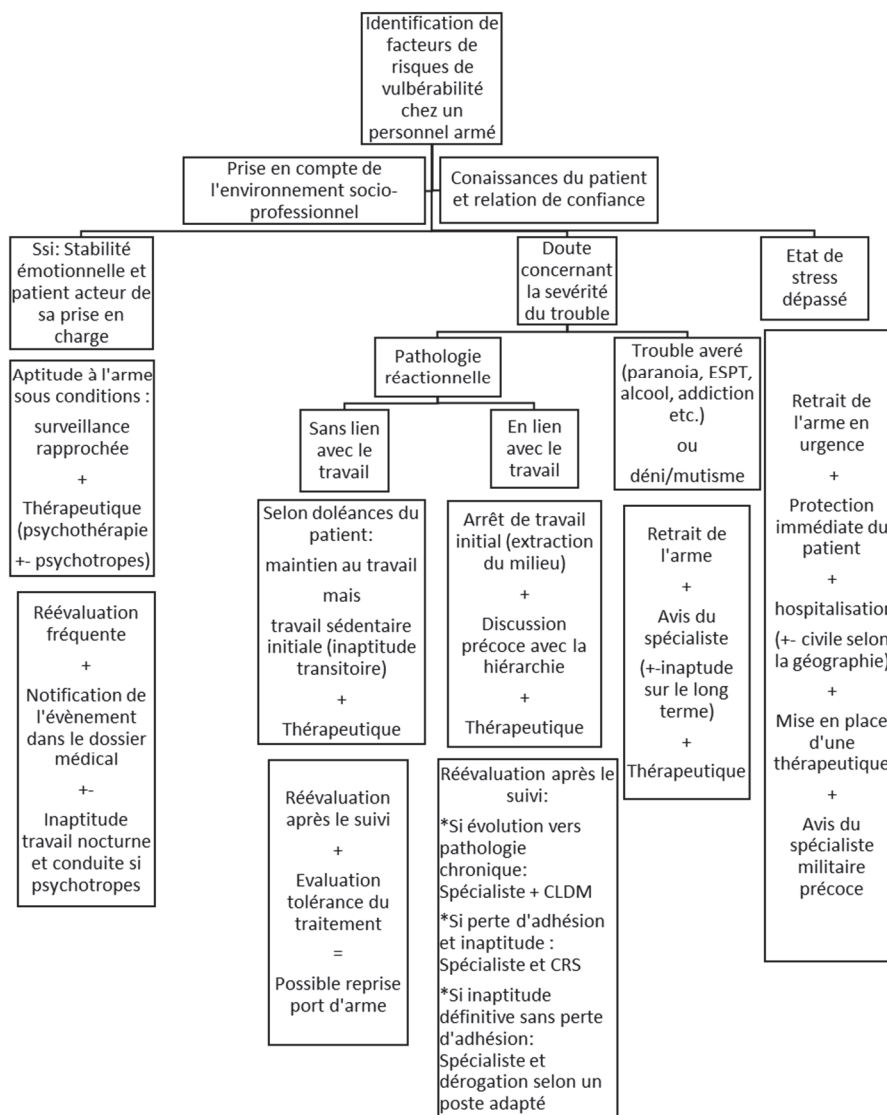 Identification de
facteurs de
risques de
vulbérabilité
chez un
personnel armé
Prise en compte de
l'environnement socio-
professionnel
Conaissances du patient
et relation de confiance
Ssi: Stabilité
émotionnelle et
patient acteur de
sa prise en
charge
Doute
concernant
la sevérité
du trouble
Etat de
stress
dépassé
Aptitude à l'arme
sous conditions :
surveillance
rapprochée
+
Thérapeutique
(psychothérapie
+- psychotropes)
Réévaluation
fréquente
+
Notification de
l'évènement
dans le dossier
médical
+-
Inaptitude
travail nocturne
et conduite si
psychotropes
Pathologie
réactionnelle
Trouble averé
(paranoia, ESPT,
alcool, addiction
etc.)
ou
déni/mutisme
Sans lien
avec le
travail
En lien
avec le
travail
Selon doléances du
patient:
maintien au travail
mais
travail sédentaire
initiale (inaptitude
transitoire)
+
Thérapeutique
Réévaluation
après le suivi
+
Evaluation
tolérance du
traitement
=
Possible reprise
port d'arme
Arrêt de travail
initial (extraction
du milieu)
+
Discussion
précoce avec la
hiérarchie
+
Thérapeutique
Réévaluation après le
suivi:
*Si évolution vers
pathologie
chronique:
Spécialiste + CLDM
*Si perte d'adhésion
et inaptitude :
Spécialiste et CRS
*Si inaptitude
définitive sans perte
d'adhésion:
Spécialiste et
dérogation selon un
poste adapté
Retrait de
l'arme
+
Avis du
spécialiste
(+-inaptude
sur le long
terme)
+
Thérapeutique
Retrait de
l'arme en
urgence
+
Protection
immédiate du
patient
+
hospitalisation
(+- civile selon
la géographie)
+
Mise en place
d'une
thérapeutique
+
Avis du
spécialiste
militaire
précoce